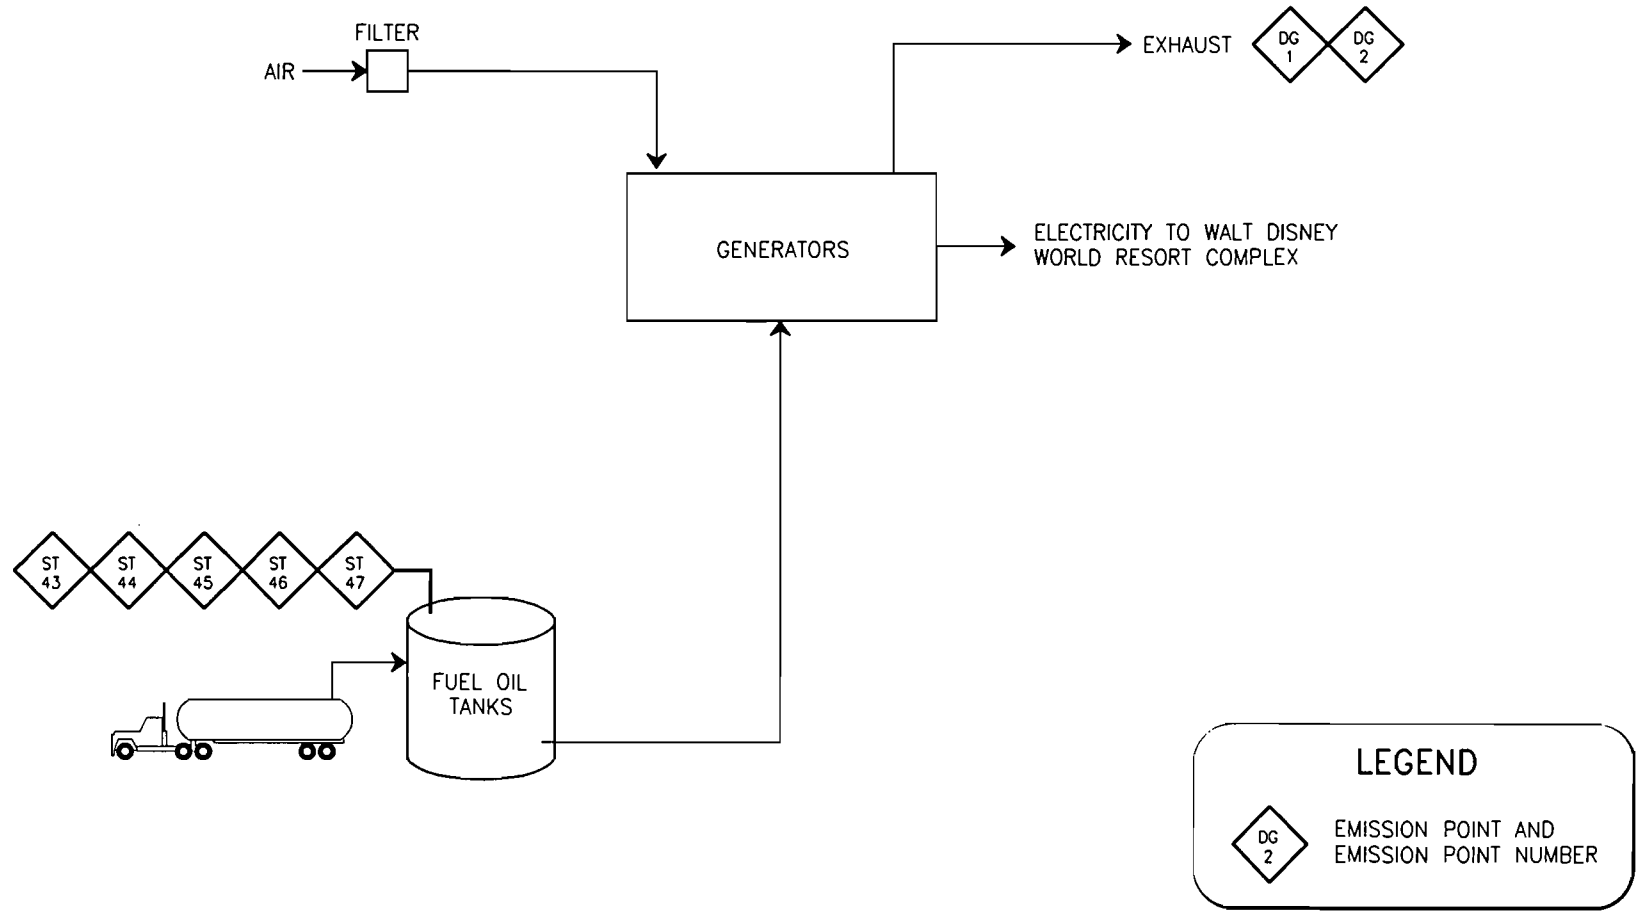 FILTER
AIR
EXHAUST
DG
1
DG
2
GENERATORS
ELECTRICITY TO WALT DISNEY
WORLD RESORT COMPLEX
ST
43
ST
44
ST
45
ST
46
ST
47
FUEL OIL
TANKS
LEGEND
DG
2
EMISSION POINT AND
EMISSION POINT NUMBER